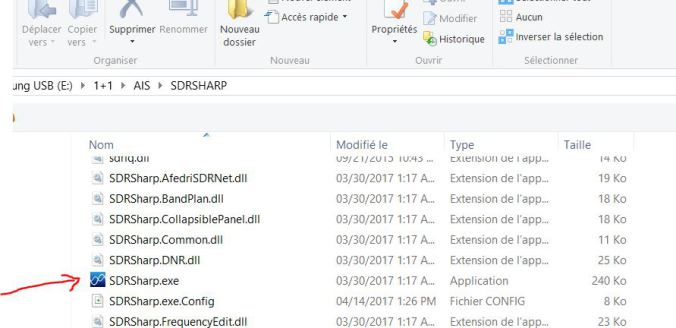 Déplacer Copier Supprimer Renommer
vers vers
Nouveau
dossier
Accès rapide
Propriétés
Ouvrir
Modifier
Historique
Sélectionner tout
Aucun
Inverser la sélection
Organiser Nouveau Ouvrir Sélectionner
ung USB (E:) 1+1 AIS SDRSHARP
Nom Modifié le Type Taille
sdriq.dll 09/21/2015 10:43 ... Extension de l'app... 14 Ko
SDRSharp.AfedriSDRNet.dll 03/30/2017 1:17 A... Extension de l'app... 19 Ko
SDRSharp.BandPlan.dll 03/30/2017 1:17 A... Extension de l'app... 18 Ko
SDRSharp.CollapsiblePanel.dll 03/30/2017 1:17 A... Extension de l'app... 18 Ko
SDRSharp.Common.dll 03/30/2017 1:17 A... Extension de l'app... 11 Ko
SDRSharp.DNR.dll 03/30/2017 1:17 A... Extension de l'app... 25 Ko
SDRSharp.exe 03/30/2017 1:17 A... Application 240 Ko
SDRSharp.exe.Config 04/14/2017 1:26 PM Fichier CONFIG 8 Ko
SDRSharp.FrequencyEdit.dll 03/30/2017 1:17 A... Extension de l'app... 23 Ko